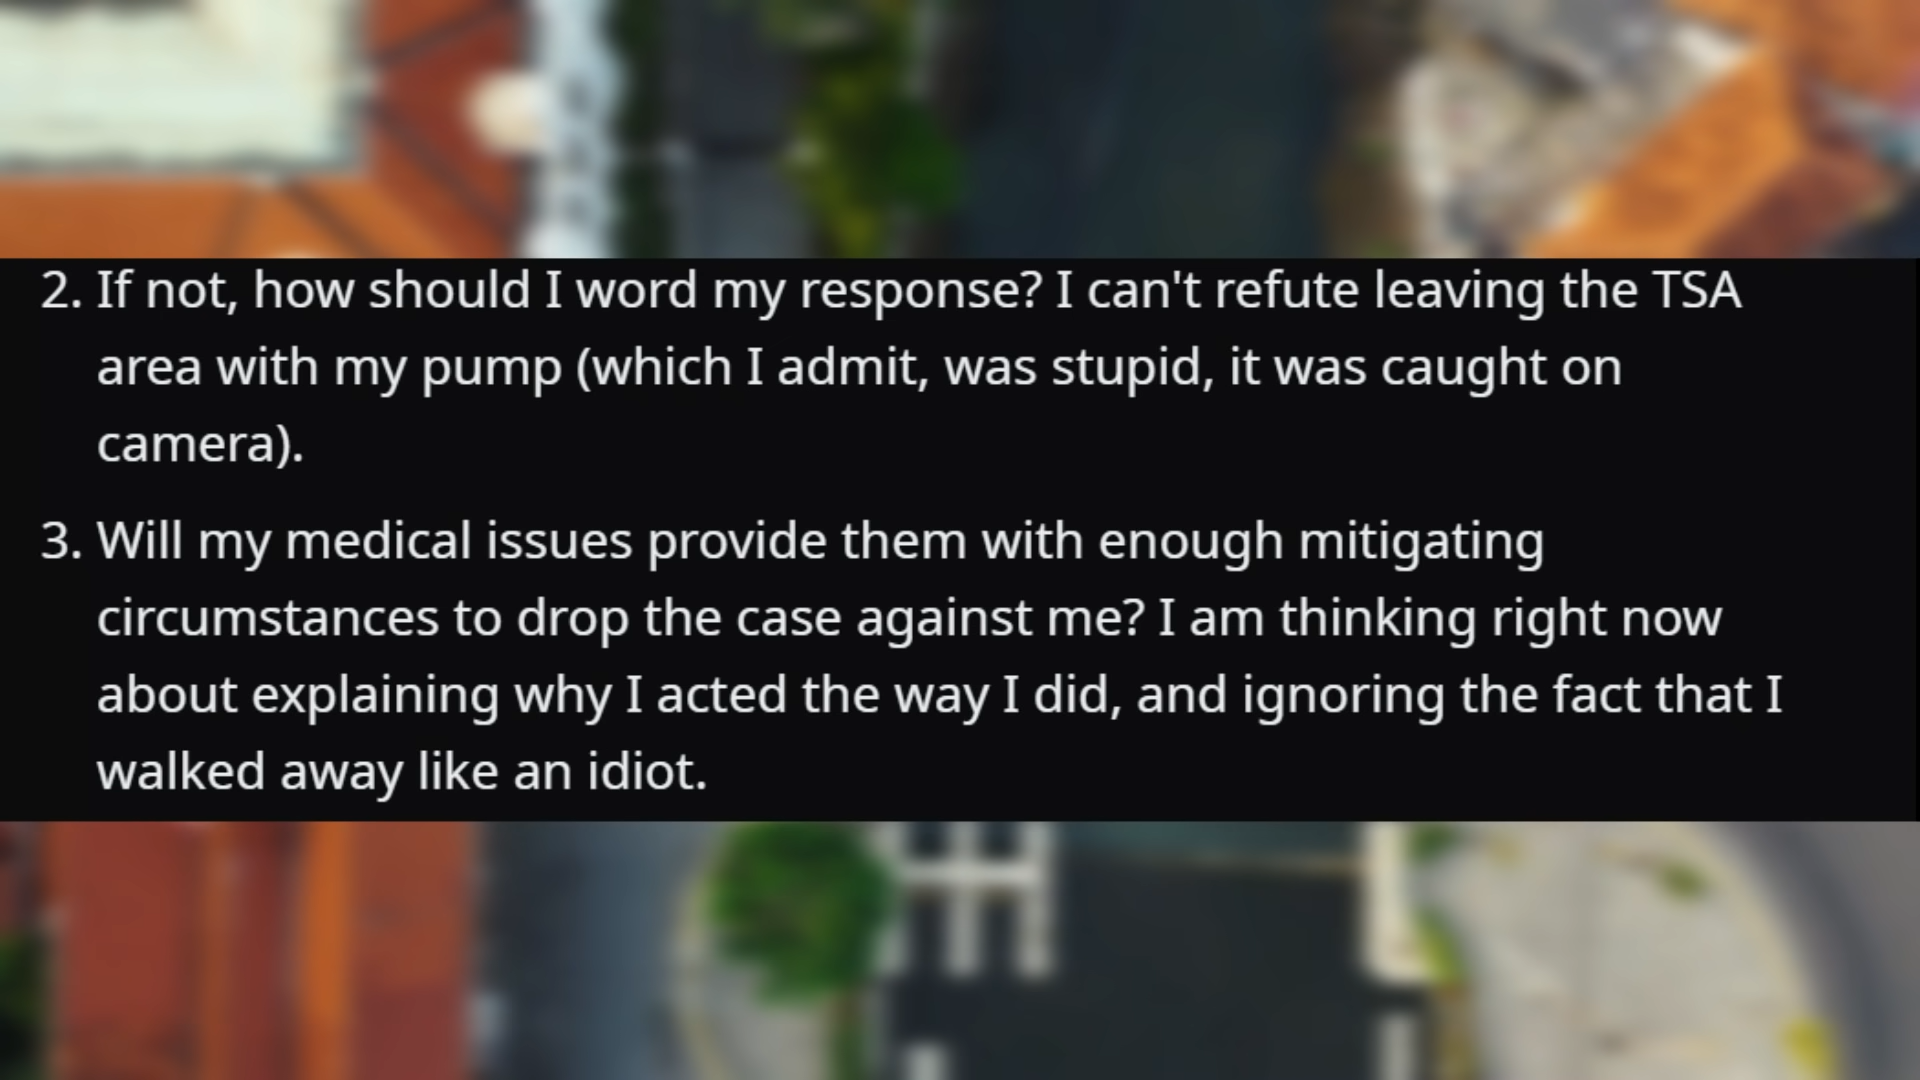 2. If not, how should I word my response? I can't refute leaving the TSA
area with my pump (which I admit, was stupid, it was caught on
camera).
3. Will my medical issues provide them with enough mitigating
circumstances to drop the case against me? I am thinking right now
about explaining why I acted the way I did, and ignoring the fact that I
walked away like an idiot.